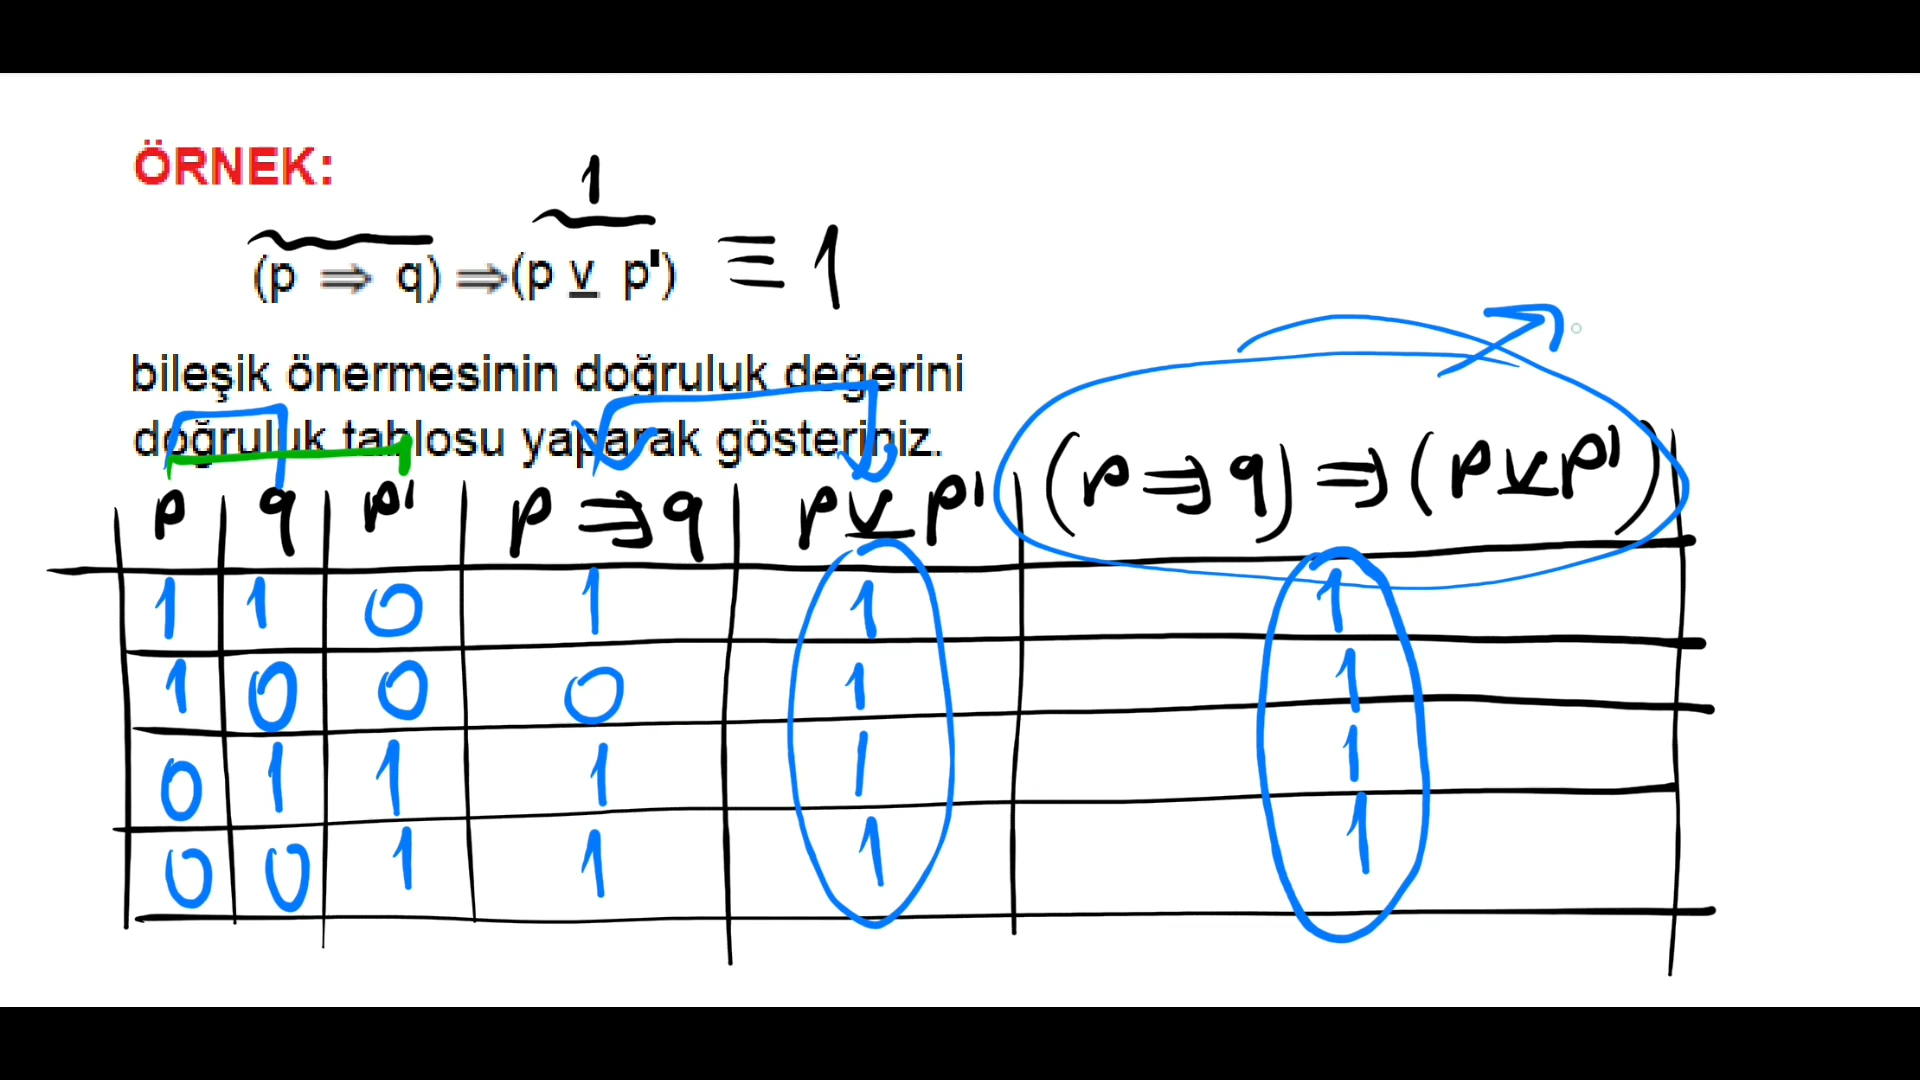 ÖRNEK:
1
(p ⇒ q) ⇒ (p ⊻ p') ≡ 1
bileşik önermesinin doğruluk değerini
doğruluk tablosu yaparak gösteriniz.
p q p' p ⇒ q p ⊻ p' (p ⇒ q) ⇒ (p ⊻ p')
1 1 0 1 1 1
1 0 0 0 1 1
0 1 1 1 1 1
0 0 1 1 1 1